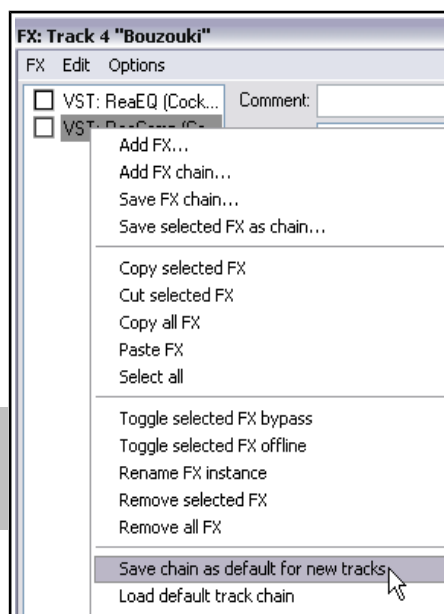 FX: Track 4 "Bouzouki"
FX Edit Options
VST: ReaEQ (Cock... Comment:
VST: ReaComp (Co...
Add FX...
Add FX chain...
Save FX chain...
Save selected FX as chain...
Copy selected FX
Cut selected FX
Copy all FX
Paste FX
Select all
Toggle selected FX bypass
Toggle selected FX offline
Rename FX instance
Remove selected FX
Remove all FX
Save chain as default for new tracks
Load default track chain